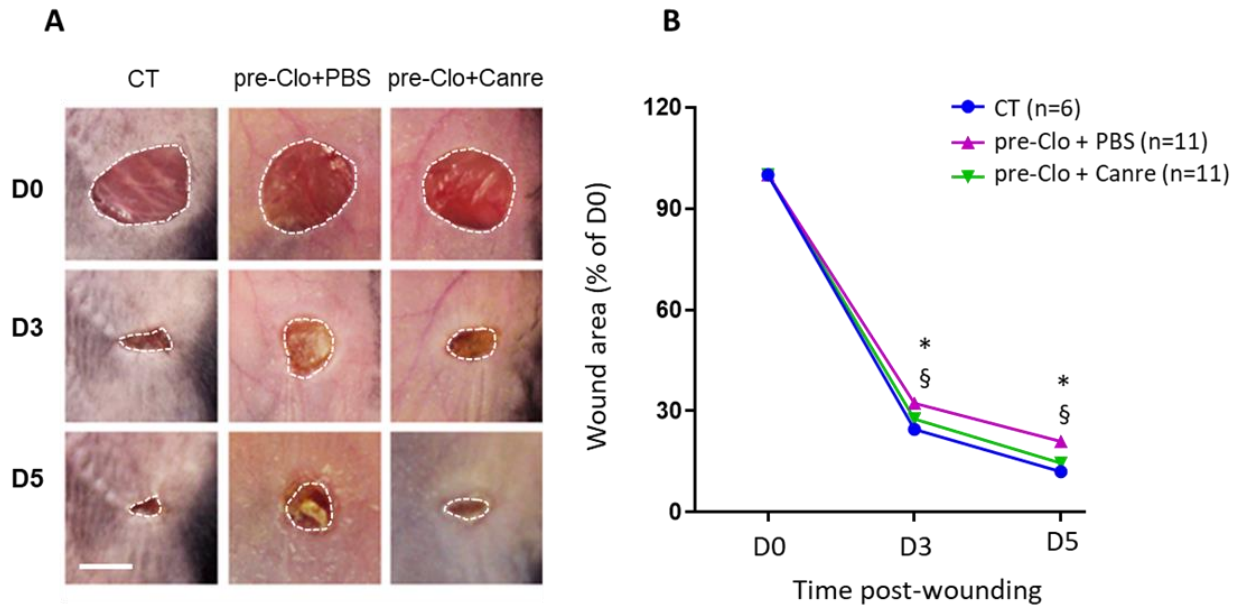 A
CT pre-Clo+PBS pre-Clo+Canre
D0
D3
D5
B
Wound area (% of D0)
120
90
60
30
0
CT (n=6)
pre-Clo + PBS (n=11)
pre-Clo + Canre (n=11)
* *
§ §
D0 D3 D5
Time post-wounding